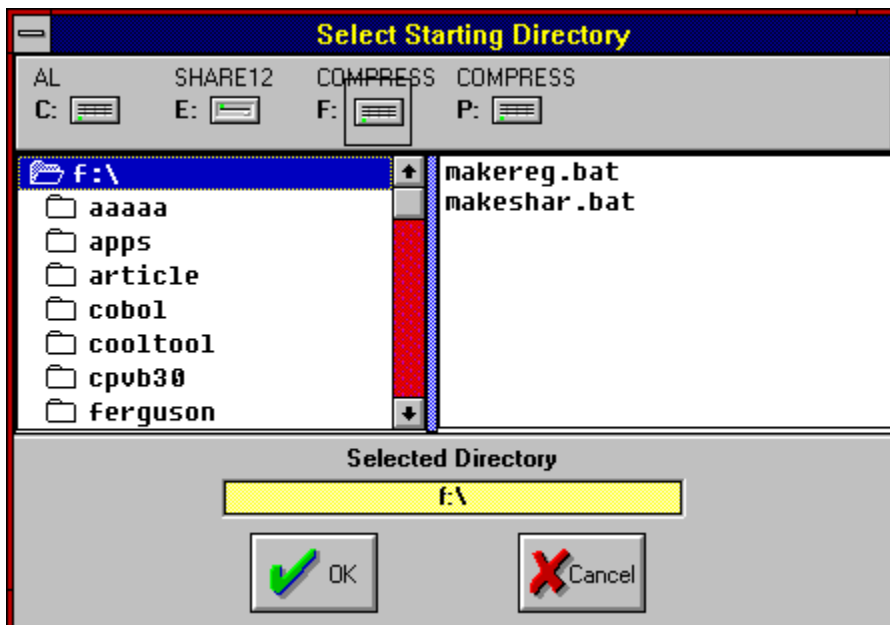 Select Starting Directory
AL SHARE12 COMPRESS COMPRESS
C: E: F: P:
f:\
aaaaa
apps
article
cobol
cooltool
cpvb30
ferguson
makereg.bat
makeshar.bat
Selected Directory
f:\
OK Cancel